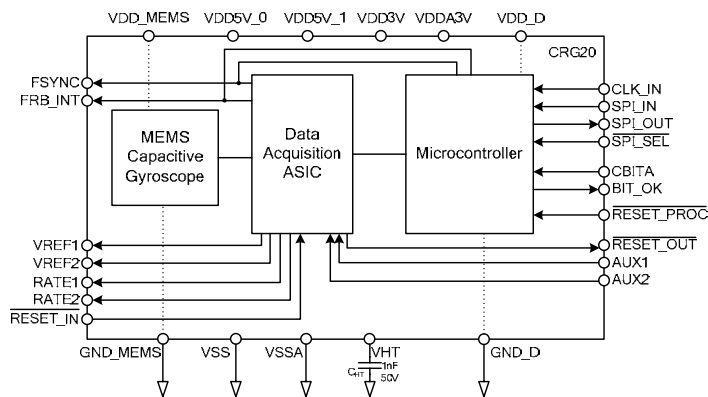 VDD_MEMS VDD5V_0 VDD5V_1 VDD3V VDDA3V VDD_D
CRG20
FSYNC
FRB_INT
CLK_IN
SPI_IN
SPI_OUT
SPI_SEL
CBITA
BIT_OK
RESET_PROC
MEMS
Capacitive
Gyroscope
Data
Acquisition
ASIC
Microcontroller
VREF1
VREF2
RATE1
RATE2
RESET_IN
RESET_OUT
AUX1
AUX2
GND_MEMS VSS VSSA VHT GND_D
CHT 1nF
50V